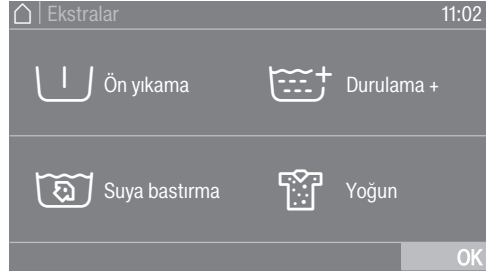 Ekstralar 11:02
Ön yıkama Durulama +
Suya bastırma Yoğun
OK